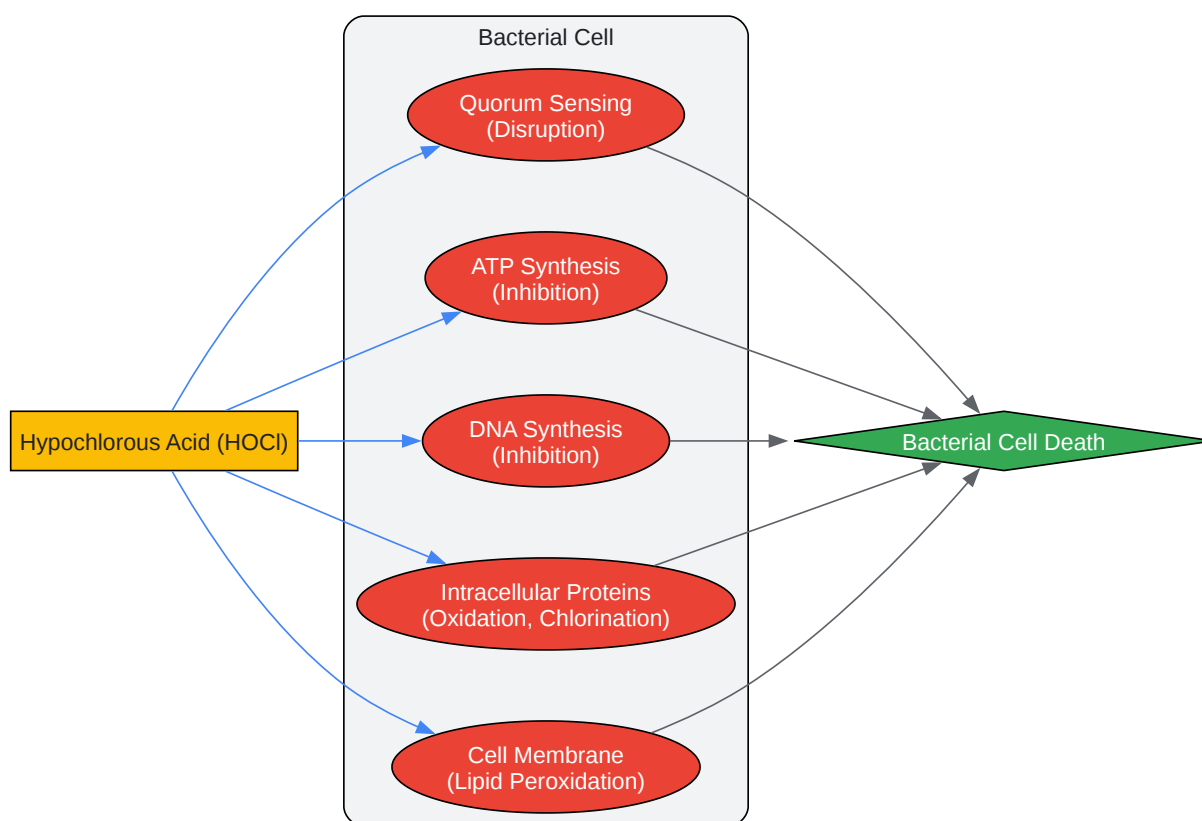 Bacterial Cell
Quorum Sensing
(Disruption)
ATP Synthesis
(Inhibition)
Hypochlorous Acid (HOCl)
DNA Synthesis
(Inhibition)
Bacterial Cell Death
Intracellular Proteins
(Oxidation, Chlorination)
Cell Membrane
(Lipid Peroxidation)